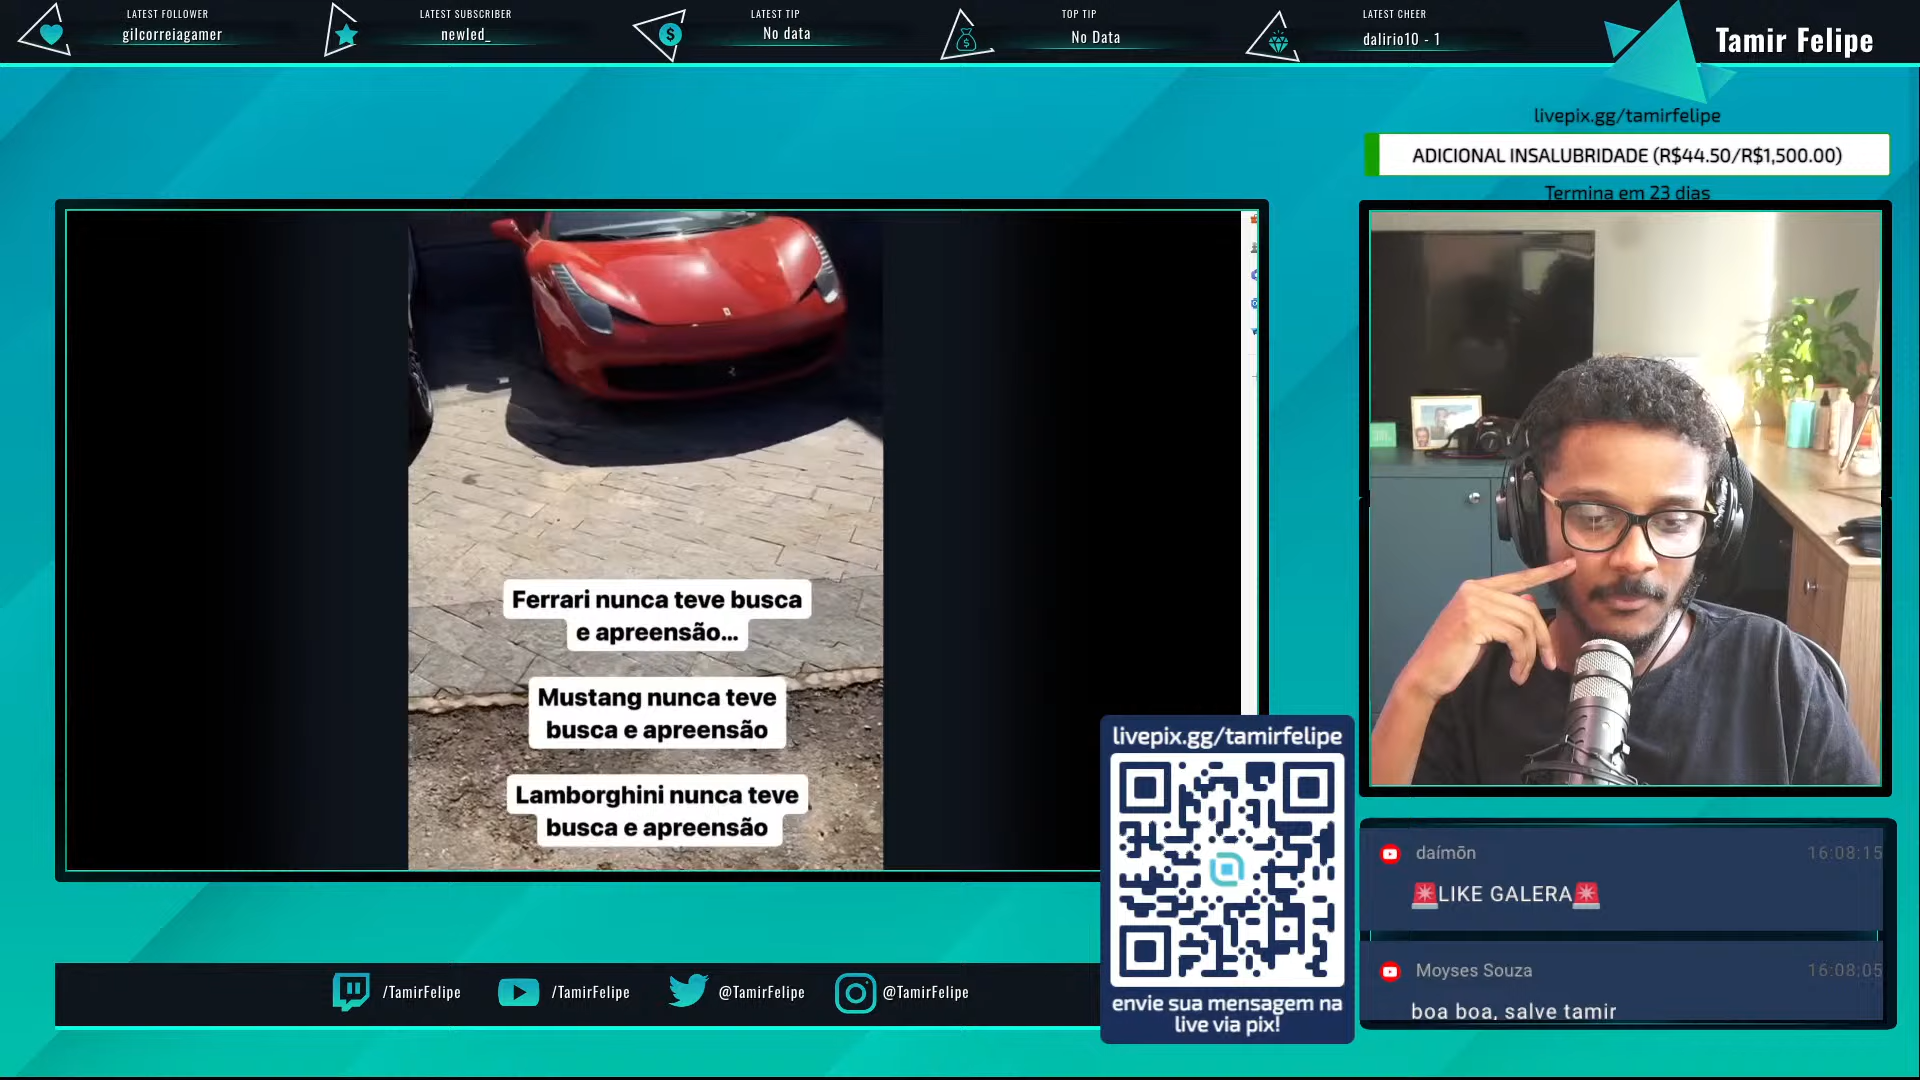 LATEST FOLLOWER
gilcorreiagamer
LATEST SUBSCRIBER
newled_
LATEST TIP
No data
TOP TIP
No Data
LATEST CHEER
dalirio10 - 1
Tamir Felipe
livepix.gg/tamirfelipe
ADICIONAL INSALUBRIDADE (R$44.50/R$1,500.00)
Termina em 23 dias
Ferrari nunca teve busca
e apreensão...
Mustang nunca teve
busca e apreensão
Lamborghini nunca teve
busca e apreensão
livepix.gg/tamirfelipe
envie sua mensagem na
live via pix!
daímōn 16:08:15
🚨LIKE GALERA🚨
Moyses Souza 16:08:05
boa boa, salve tamir
/TamirFelipe
/TamirFelipe
@TamirFelipe
@TamirFelipe